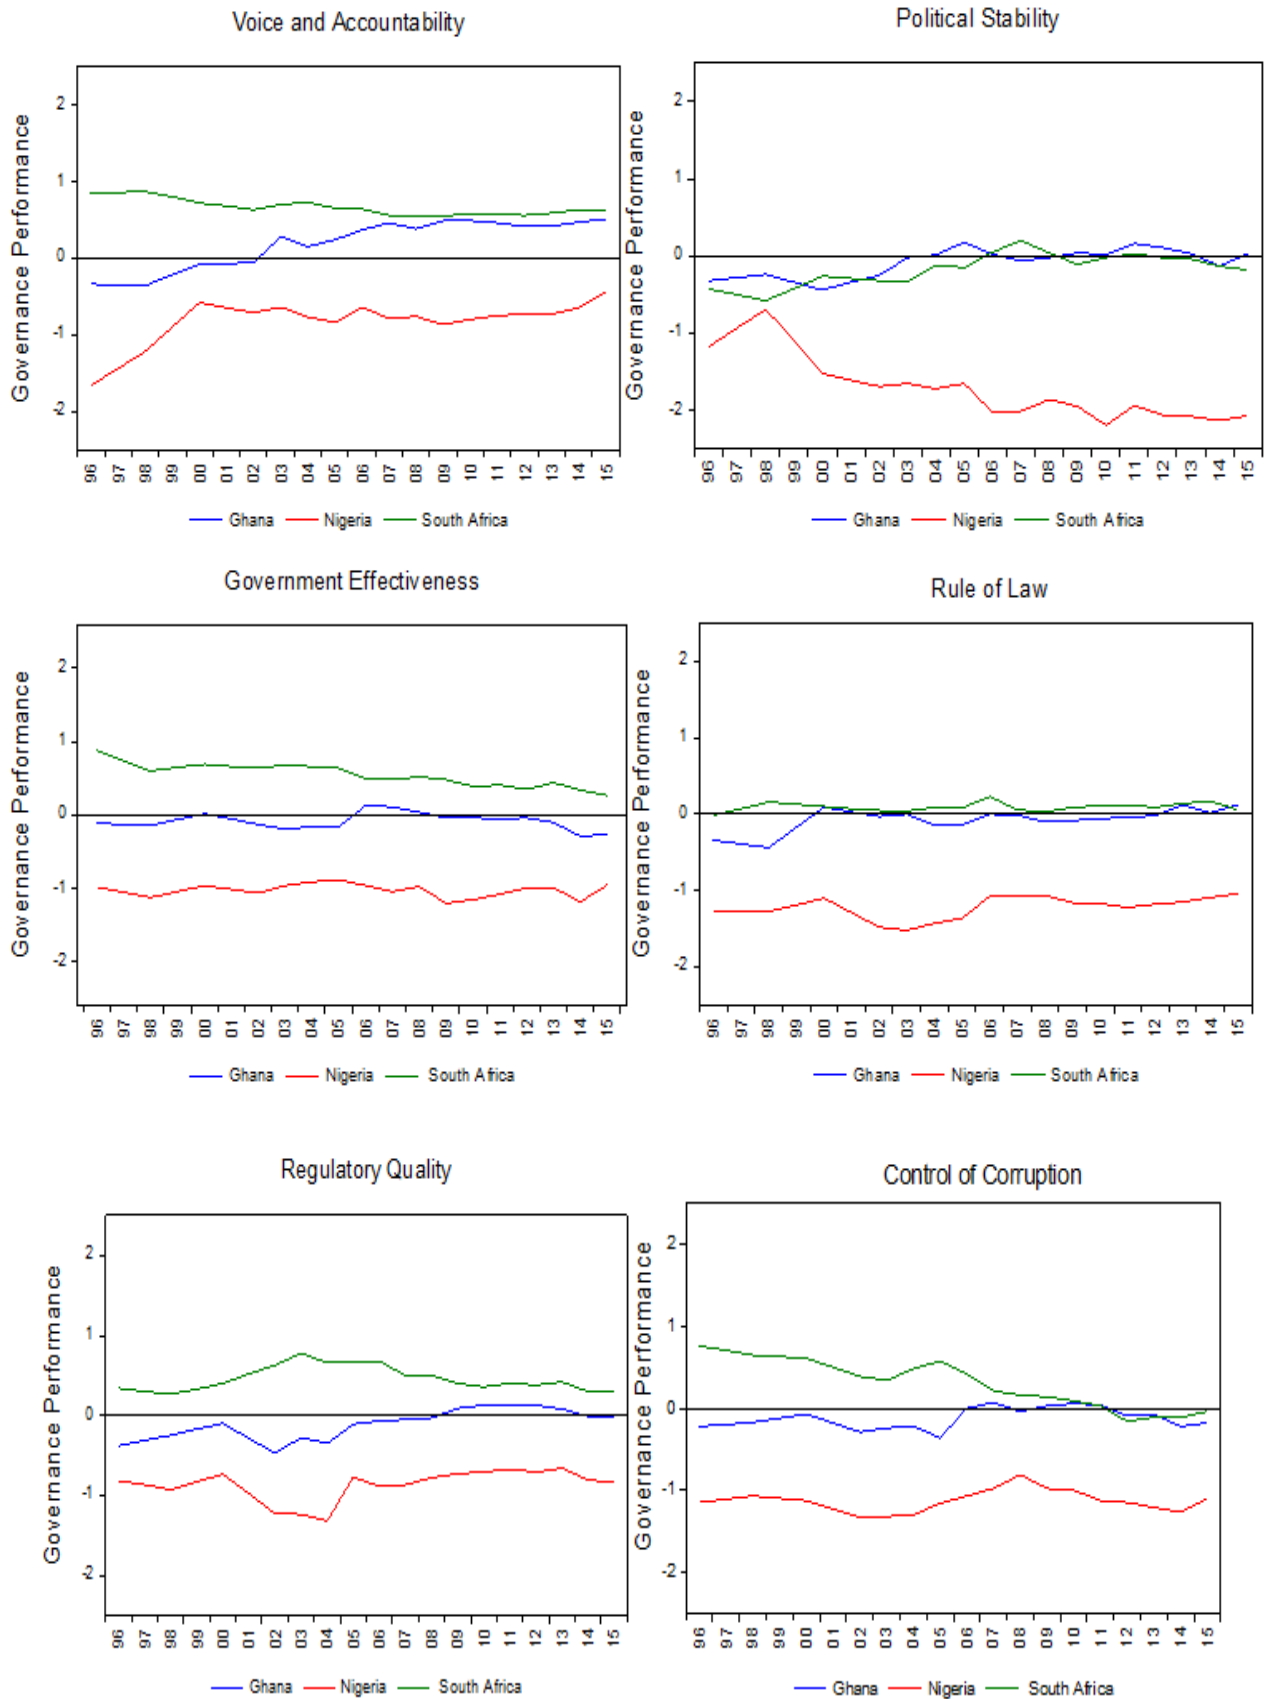 Voice and Accountability
Governance Performance
2
1
0
-1
-2
96 97 98 99 00 01 02 03 04 05 06 07 08 09 10 11 12 13 14 15
Ghana Nigeria South Africa
Political Stability
Governance Performance
2
1
0
-1
-2
96 97 98 99 00 01 02 03 04 05 06 07 08 09 10 11 12 13 14 15
Ghana Nigeria South Africa
Government Effectiveness
Governance Performance
2
1
0
-1
-2
96 97 98 99 00 01 02 03 04 05 06 07 08 09 10 11 12 13 14 15
Ghana Nigeria South Africa
Rule of Law
Governance Performance
2
1
0
-1
-2
96 97 98 99 00 01 02 03 04 05 06 07 08 09 10 11 12 13 14 15
Ghana Nigeria South Africa
Regulatory Quality
Governance Performance
2
1
0
-1
-2
96 97 98 99 00 01 02 03 04 05 06 07 08 09 10 11 12 13 14 15
Ghana Nigeria South Africa
Control of Corruption
Governance Performance
2
1
0
-1
-2
96 97 98 99 00 01 02 03 04 05 06 07 08 09 10 11 12 13 14 15
Ghana Nigeria South Africa